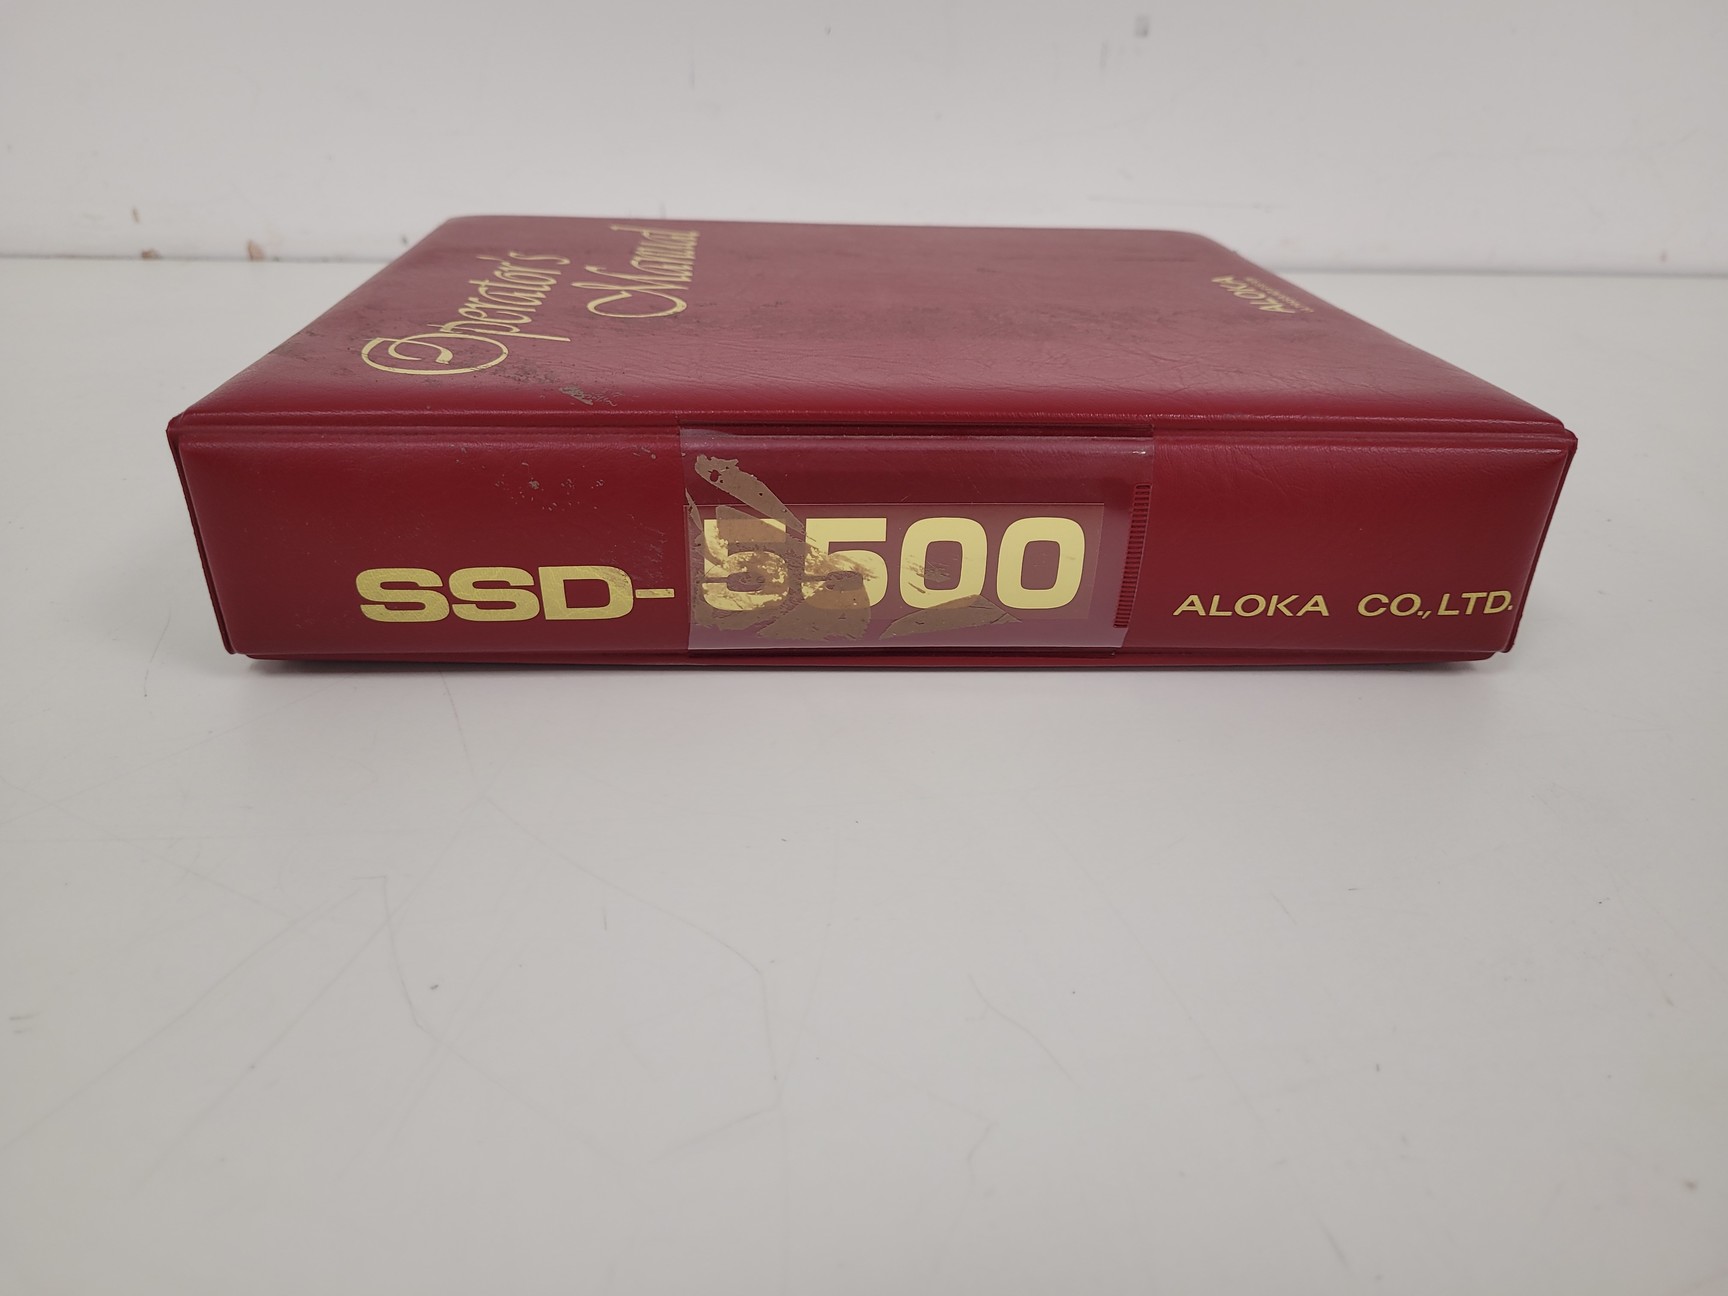 Operator's
Manual
ALOKA
SSD-5500
ALOKA CO., LTD.